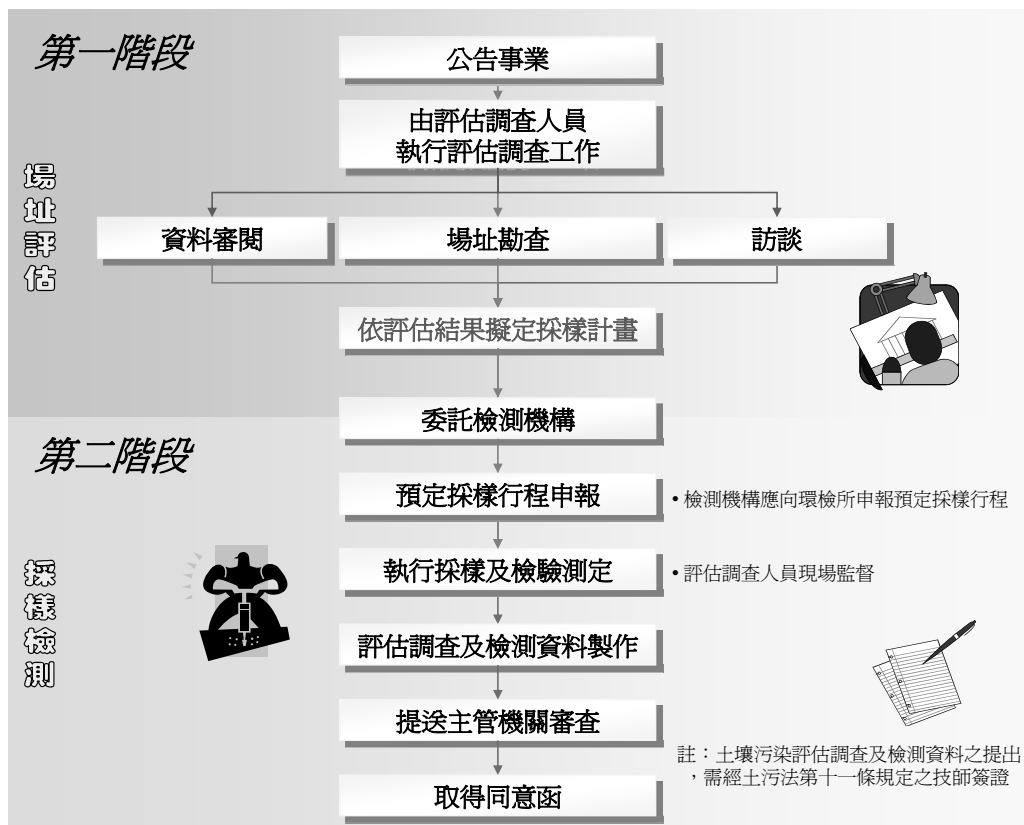 第一階段
公告事業
由評估調查人員
執行評估調查工作
場址評估
資料審閱
場址勘查
訪談
依評估結果擬定採樣計畫
委託檢測機構
第二階段
預定採樣行程申報
•檢測機構應向環檢所申報預定採樣行程
執行採樣及檢驗測定
•評估調查人員現場監督
採樣檢測
評估調查及檢測資料製作
提送主管機關審查
註：土壤污染評估調查及檢測資料之提出
，需經土污法第十一條規定之技師簽證
取得同意函